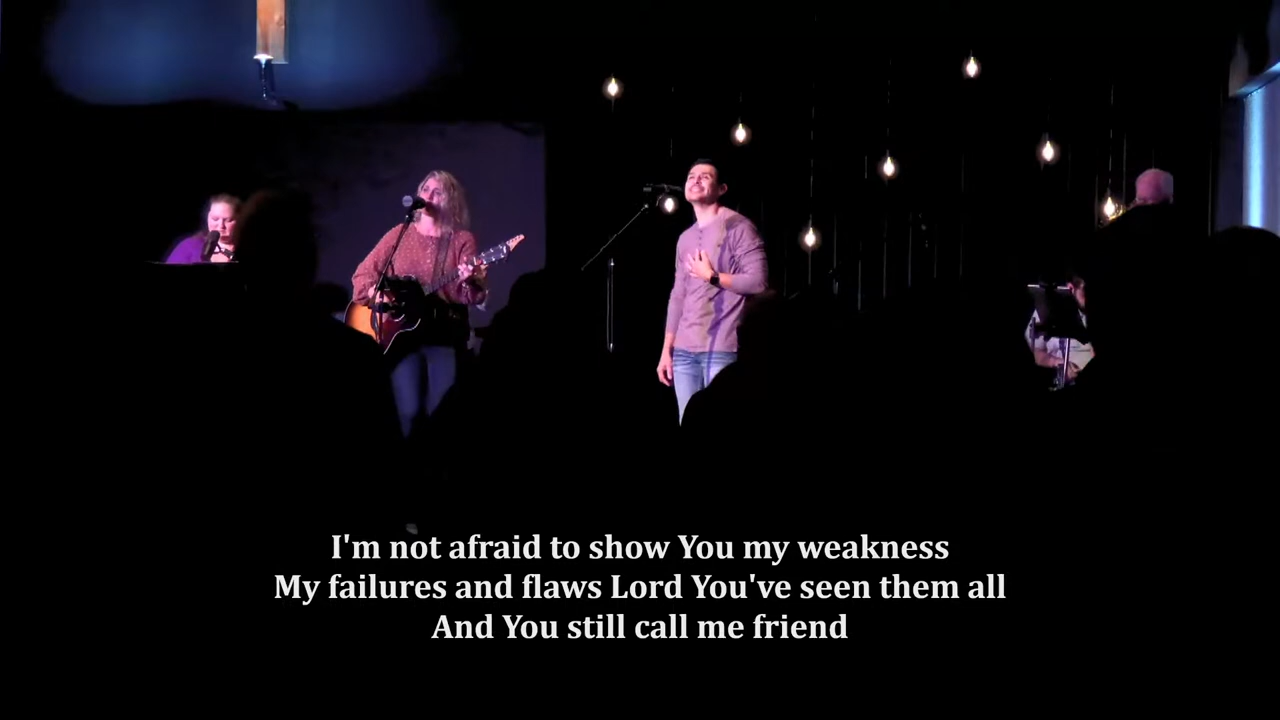 I'm not afraid to show You my weakness
My failures and flaws Lord You've seen them all
And You still call me friend